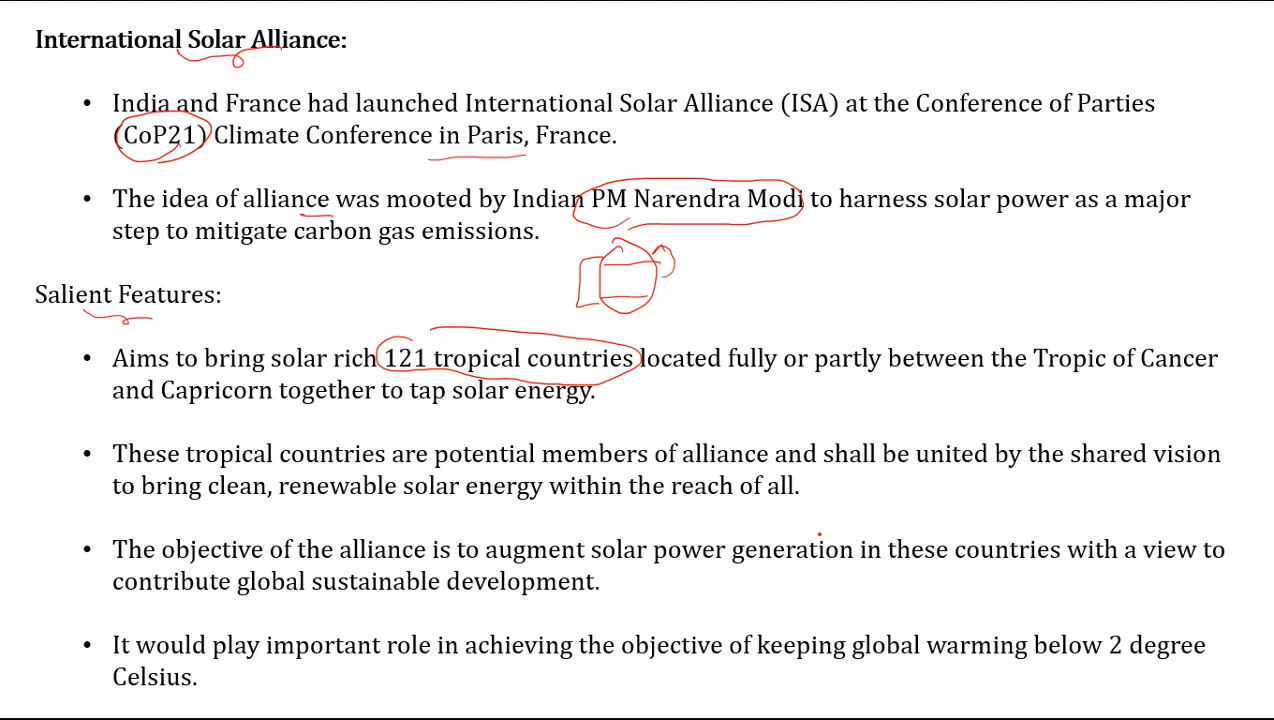 International Solar Alliance:
• India and France had launched International Solar Alliance (ISA) at the Conference of Parties
(CoP21) Climate Conference in Paris, France.
• The idea of alliance was mooted by Indian PM Narendra Modi to harness solar power as a major
step to mitigate carbon gas emissions.
Salient Features:
• Aims to bring solar rich 121 tropical countries located fully or partly between the Tropic of Cancer
and Capricorn together to tap solar energy.
• These tropical countries are potential members of alliance and shall be united by the shared vision
to bring clean, renewable solar energy within the reach of all.
• The objective of the alliance is to augment solar power generation in these countries with a view to
contribute global sustainable development.
• It would play important role in achieving the objective of keeping global warming below 2 degree
Celsius.